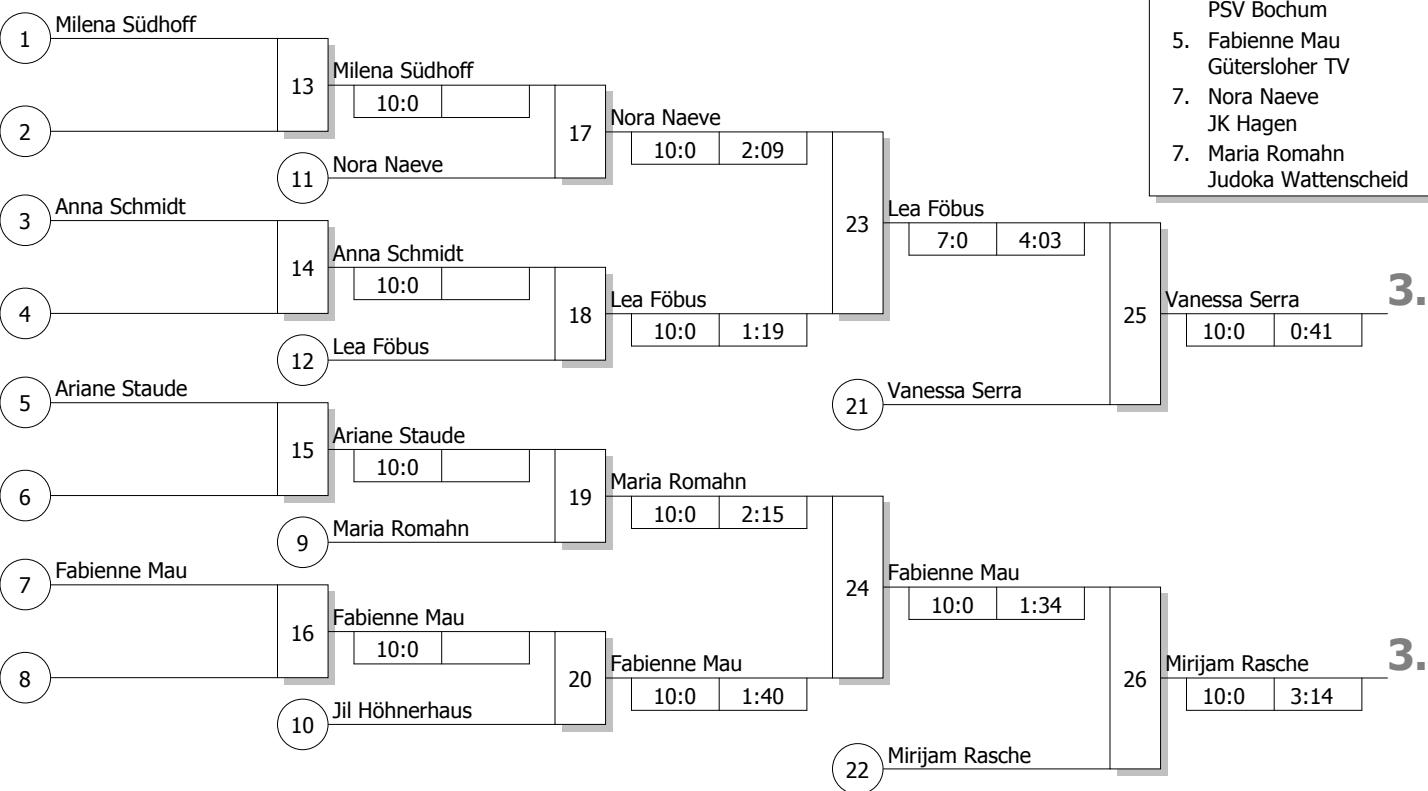 PSV Bochum
5. Fabienne Mau
Gütersloher TV
7. Nora Naeve
JK Hagen
7. Maria Romahn
Judoka Wattenscheid
1 Milena Südhoff
2
13 Milena Südhoff
10:0
11 Nora Naeve
17 Nora Naeve
10:0 2:09
3 Anna Schmidt
4
14 Anna Schmidt
10:0
12 Lea Föbus
18 Lea Föbus
10:0 1:19
23 Lea Föbus
7:0 4:03
21 Vanessa Serra
25 Vanessa Serra 3.
10:0 0:41
5 Ariane Staude
6
15 Ariane Staude
10:0
9 Maria Romahn
19 Maria Romahn
10:0 2:15
7 Fabienne Mau
8
16 Fabienne Mau
10:0
10 Jil Höhnerhaus
20 Fabienne Mau
10:0 1:40
24 Fabienne Mau
10:0 1:34
22 Mirijam Rasche
26 Mirijam Rasche 3.
10:0 3:14